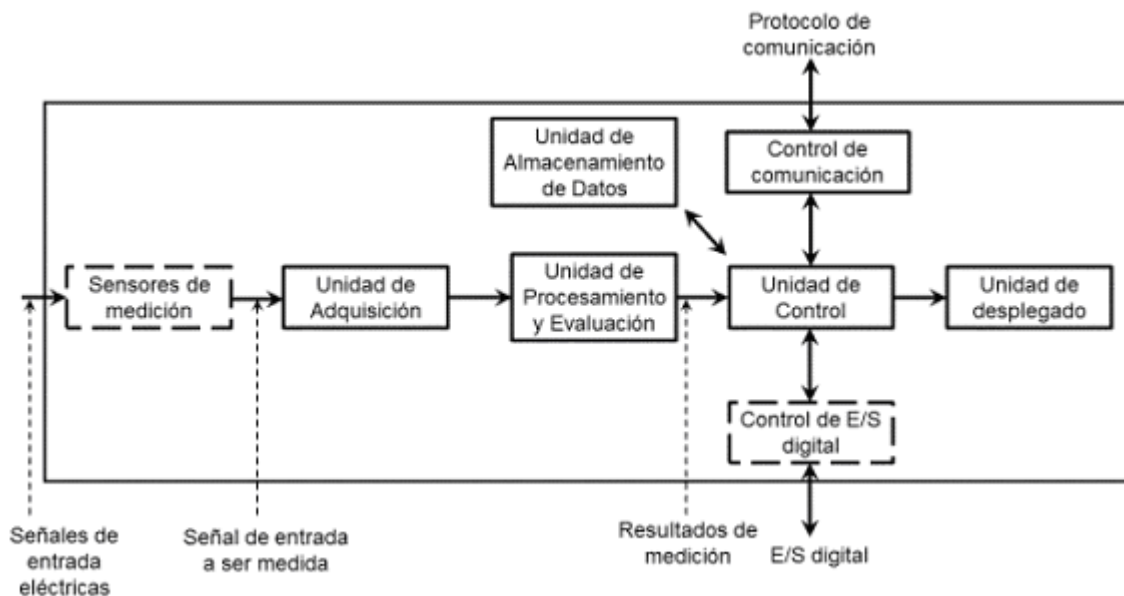 Protocolo de
comunicación
Unidad de
Almacenamiento
de Datos
Control de
comunicación
Sensores de
medición
Unidad de
Adquisición
Unidad de
Procesamiento
y Evaluación
Unidad de
Control
Unidad de
desplegado
Control de E/S
digital
Señales de
entrada
eléctricas
Señal de entrada
a ser medida
Resultados de
medición
E/S digital